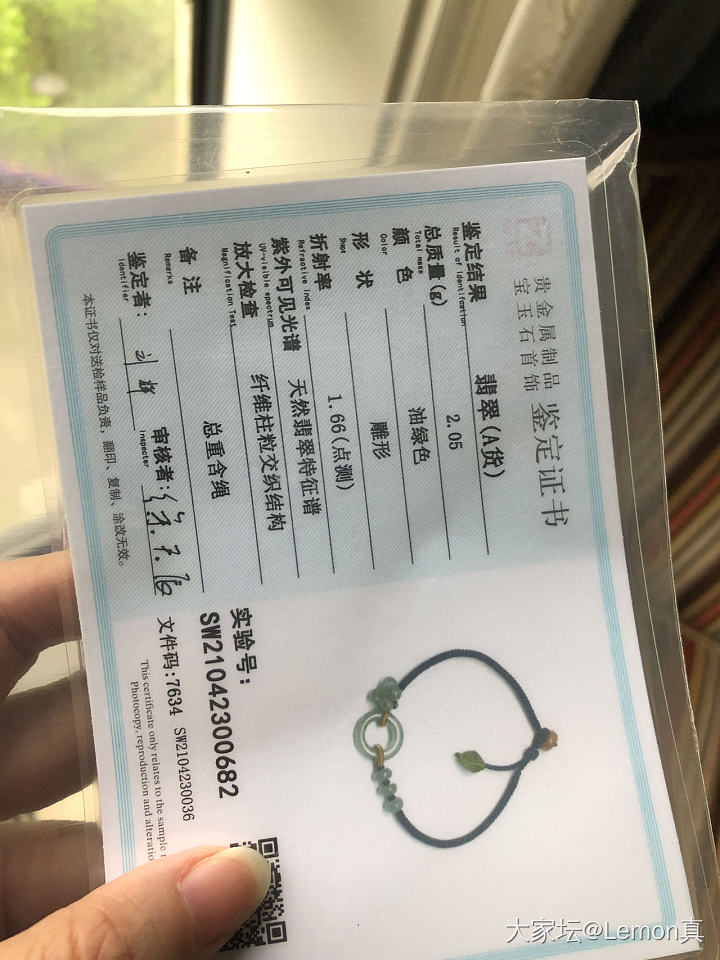 贵金属制品
宝玉石首饰
鉴定证书
鉴定结果 翡翠(A货)
Result of Identification
总质量(g) 2.05
Total mass
颜色 油绿色
Color
形状 雕形
Shape
折射率 1.66(点测)
Refractive index
紫外可见光谱 天然翡翠特征谱
UV-visible spectrum
放大检查 纤维柱粒交织结构
Magnification Test
备注 总重含绳
Remarks
鉴定者: 审核者:
Identifier Inspector
本证书仅对送检样品负责，翻印、复制、涂改无效。
实验号:
SW21042300682
文件码:7634 SW2104230036
This certificate only relates to the sample
Photocopy, reproduction and
大家坛@Lemon真